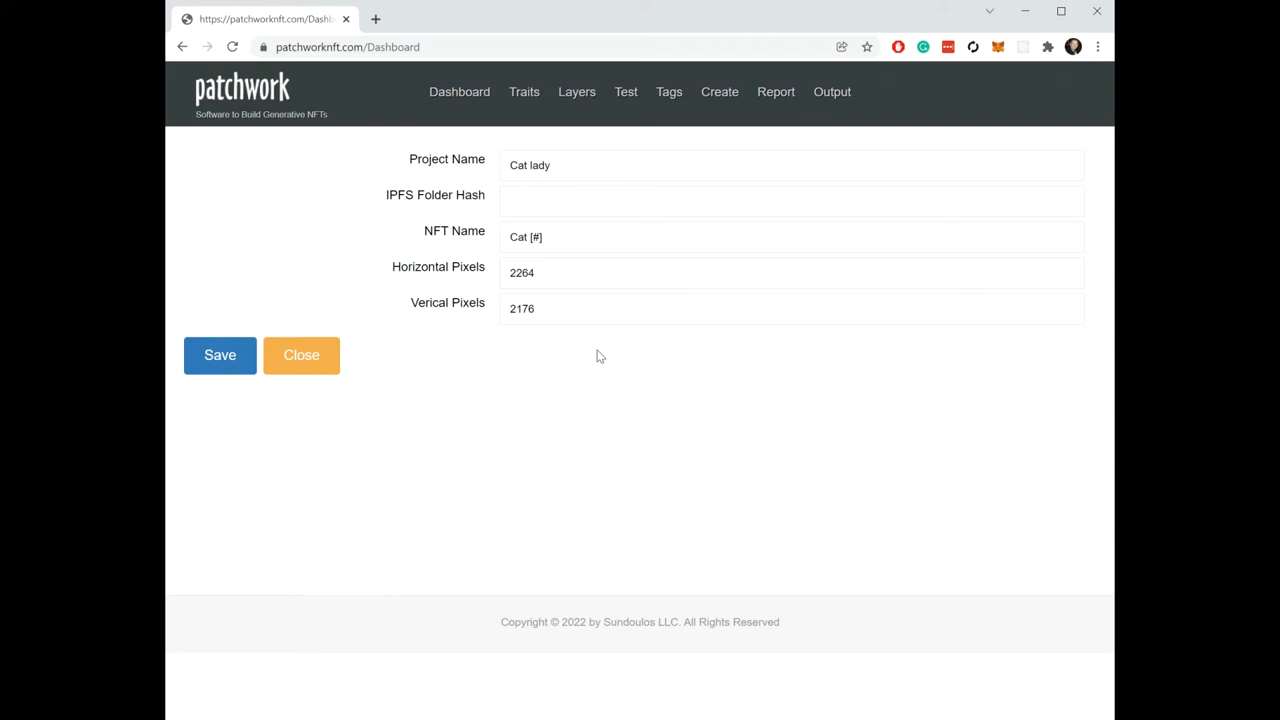 https://patchworknft.com/Dashb
patchworknft.com/Dashboard
patchwork
Software to Build Generative NFTs
Dashboard Traits Layers Test Tags Create Report Output
Project Name Cat lady
IPFS Folder Hash
NFT Name Cat [#]
Horizontal Pixels 2264
Verical Pixels 2176
Save Close
Copyright © 2022 by Sundoulos LLC. All Rights Reserved